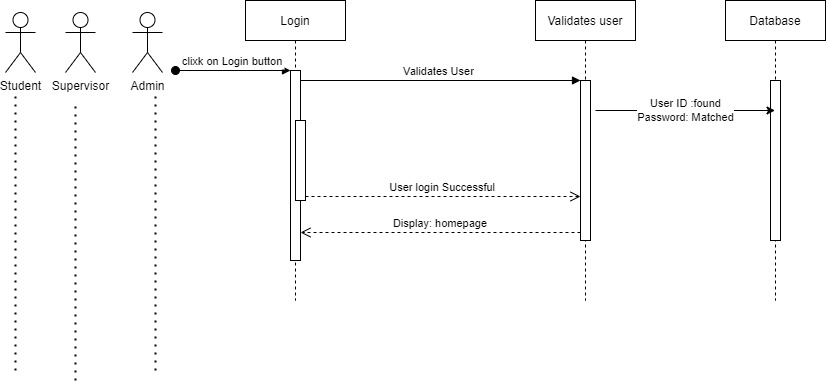 Login
Validates user
Database
Student
Supervisor
Admin
clixk on Login button
Validates User
User ID :found
Password: Matched
User login Successful
Display: homepage